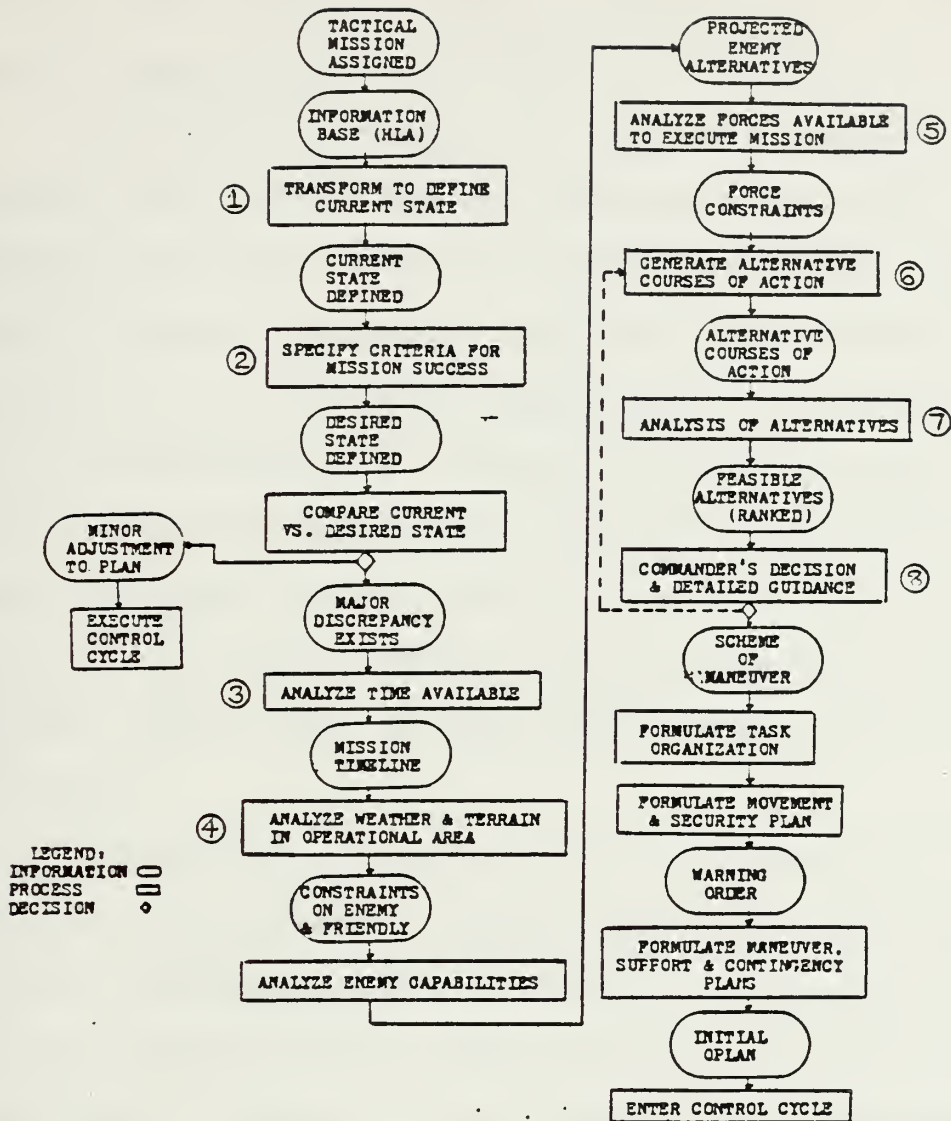 TACTICAL
MISSION
ASSIGNED
INFORMATION
BASE (HLA)
①
TRANSFORM TO DEFINE
CURRENT STATE
CURRENT
STATE
DEFINED
②
SPECIFY CRITERIA FOR
MISSION SUCCESS
DESIRED
STATE
DEFINED
COMPARE CURRENT
VS. DESIRED STATE
MINOR
ADJUSTMENT
TO PLAN
EXECUTE
CONTROL
CYCLE
MAJOR
DISCREPANCY
EXISTS
③
ANALYZE TIME AVAILABLE
MISSION
TIMELINE
④
ANALYZE WEATHER & TERRAIN
IN OPERATIONAL AREA
CONSTRAINTS
ON ENEMY
& FRIENDLY
ANALYZE ENEMY CAPABILITIES
LEGEND:
INFORMATION
PROCESS
DECISION
PROJECTED
ENEMY
ALTERNATIVES
ANALYZE FORCES AVAILABLE
TO EXECUTE MISSION
⑤
FORCE
CONSTRAINTS
GENERATE ALTERNATIVE
COURSES OF ACTION
⑥
ALTERNATIVE
COURSES OF
ACTION
ANALYSIS OF ALTERNATIVES
⑦
FEASIBLE
ALTERNATIVES
(RANKED)
COMMANDER'S DECISION
& DETAILED GUIDANCE
⑧
SCHEME
OF
MANEUVER
FORMULATE TASK
ORGANIZATION
FORMULATE MOVEMENT
& SECURITY PLAN
WARNING
ORDER
FORMULATE MANEUVER,
SUPPORT & CONTINGENCY
PLANS
INITIAL
OPLAN
ENTER CONTROL CYCLE